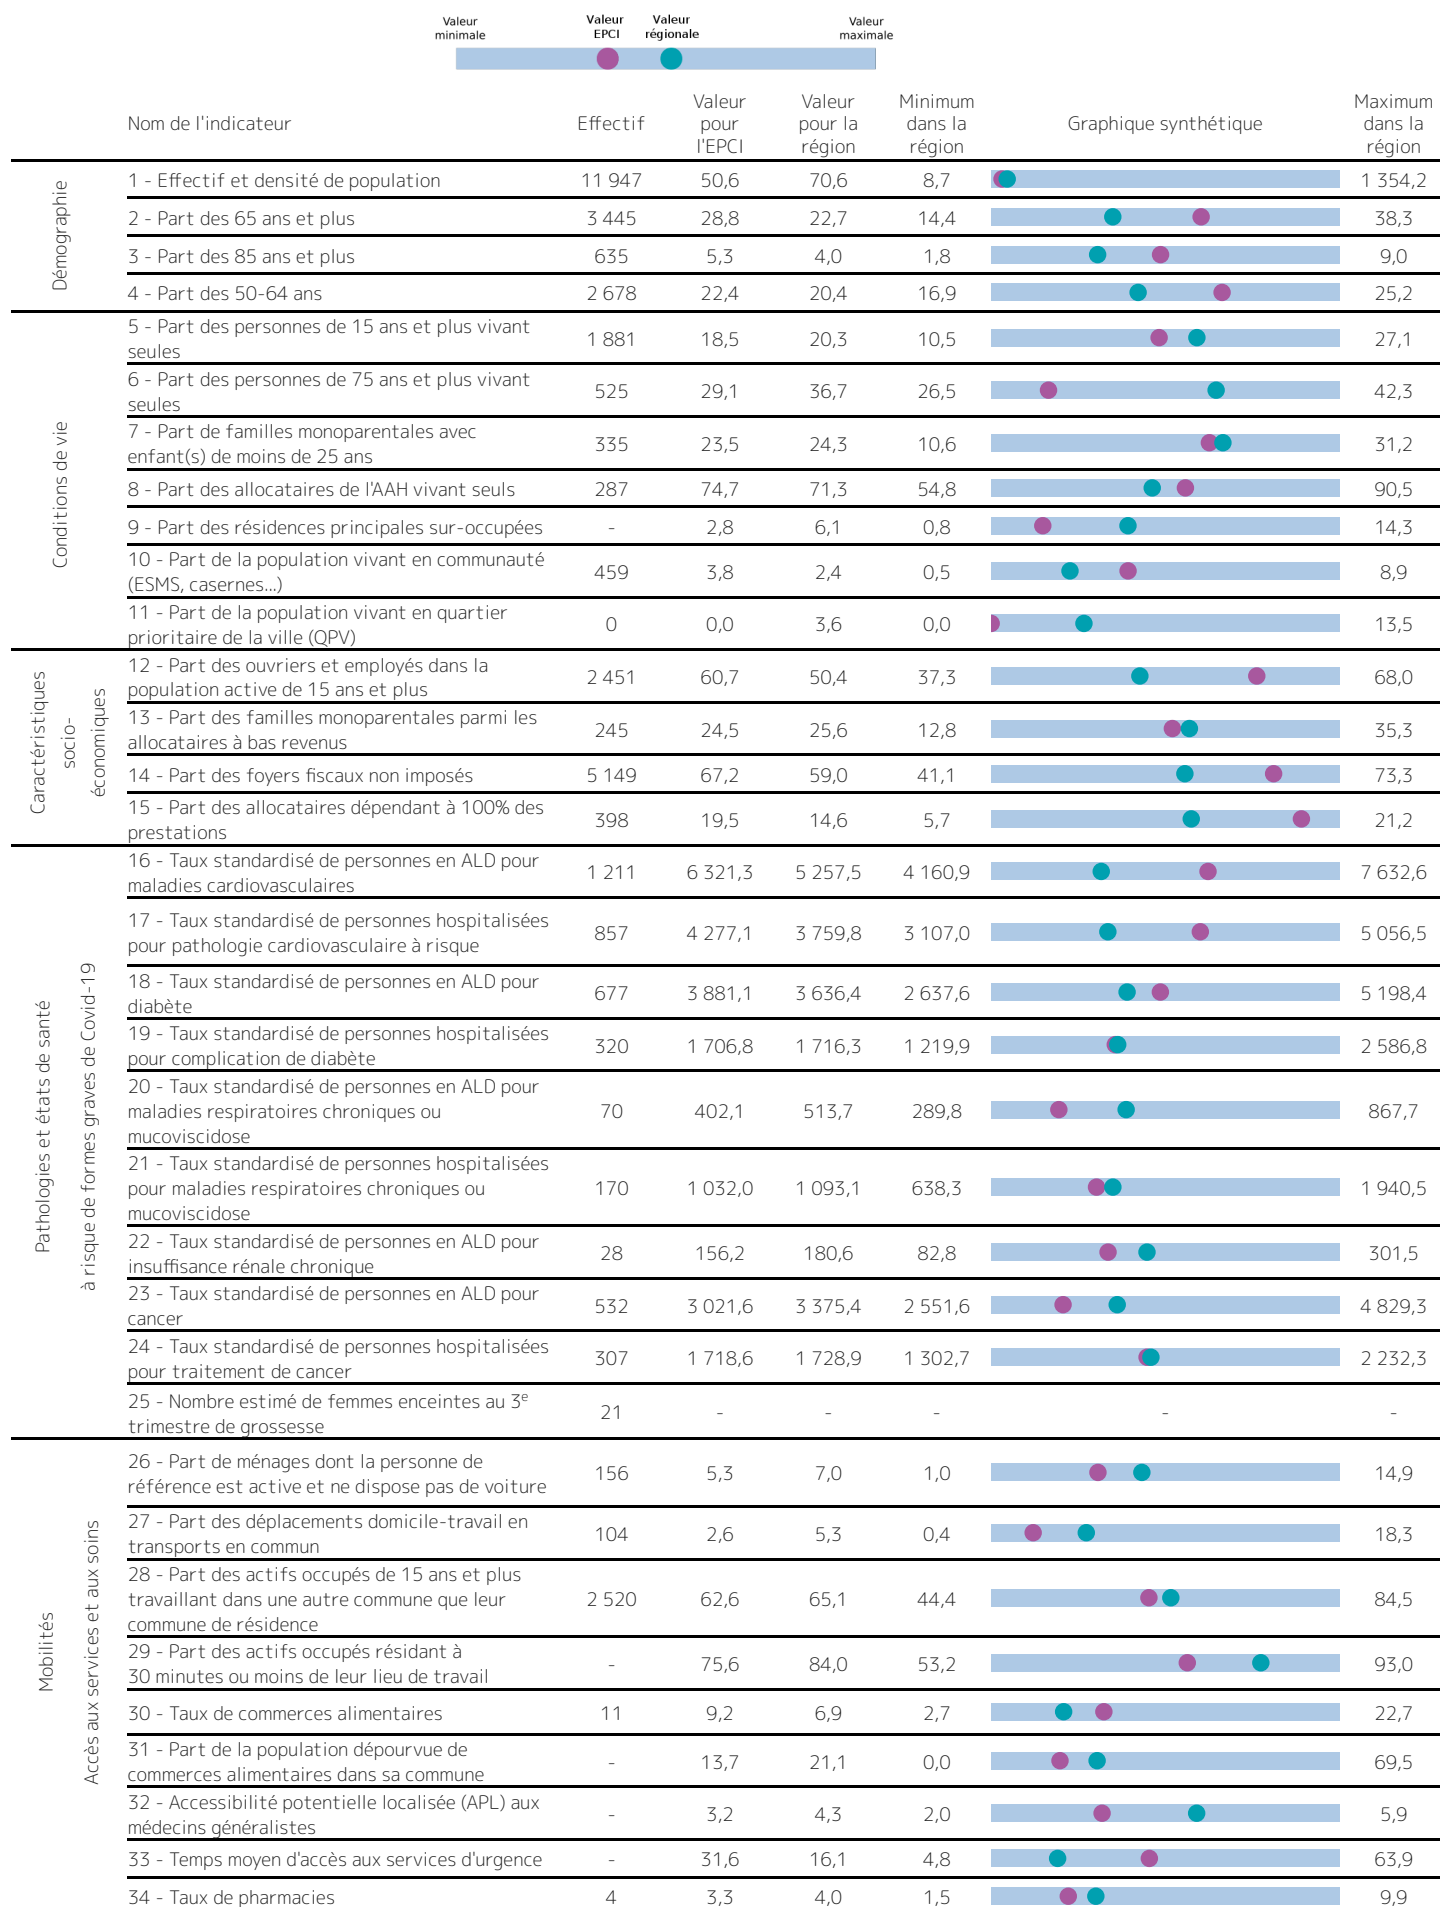 Valeur minimale
Valeur EPCI
Valeur régionale
Valeur maximale
Nom de l'indicateur
Effectif
Valeur pour l'EPCI
Valeur pour la région
Minimum dans la région
Graphique synthétique
Maximum dans la région
Démographie
1 - Effectif et densité de population 11 947 50,6 70,6 8,7 1 354,2
2 - Part des 65 ans et plus 3 445 28,8 22,7 14,4 38,3
3 - Part des 85 ans et plus 635 5,3 4,0 1,8 9,0
4 - Part des 50-64 ans 2 678 22,4 20,4 16,9 25,2
Conditions de vie
5 - Part des personnes de 15 ans et plus vivant
seules 1 881 18,5 20,3 10,5 27,1
6 - Part des personnes de 75 ans et plus vivant
seules 525 29,1 36,7 26,5 42,3
7 - Part de familles monoparentales avec
enfant(s) de moins de 25 ans 335 23,5 24,3 10,6 31,2
8 - Part des allocataires de l'AAH vivant seuls 287 74,7 71,3 54,8 90,5
9 - Part des résidences principales sur-occupées - 2,8 6,1 0,8 14,3
10 - Part de la population vivant en communauté
(ESMS, casernes...) 459 3,8 2,4 0,5 8,9
11 - Part de la population vivant en quartier
prioritaire de la ville (QPV) 0 0,0 3,6 0,0 13,5
Caractéristiques
socio-
économiques
12 - Part des ouvriers et employés dans la
population active de 15 ans et plus 2 451 60,7 50,4 37,3 68,0
13 - Part des familles monoparentales parmi les
allocataires à bas revenus 245 24,5 25,6 12,8 35,3
14 - Part des foyers fiscaux non imposés 5 149 67,2 59,0 41,1 73,3
15 - Part des allocataires dépendant à 100% des
prestations 398 19,5 14,6 5,7 21,2
Pathologies et états de santé
à risque de formes graves de Covid-19
16 - Taux standardisé de personnes en ALD pour
maladies cardiovasculaires 1 211 6 321,3 5 257,5 4 160,9 7 632,6
17 - Taux standardisé de personnes hospitalisées
pour pathologie cardiovasculaire à risque 857 4 277,1 3 759,8 3 107,0 5 056,5
18 - Taux standardisé de personnes en ALD pour
diabète 677 3 881,1 3 636,4 2 637,6 5 198,4
19 - Taux standardisé de personnes hospitalisées
pour complication de diabète 320 1 706,8 1 716,3 1 219,9 2 586,8
20 - Taux standardisé de personnes en ALD pour
maladies respiratoires chroniques ou
mucoviscidose 70 402,1 513,7 289,8 867,7
21 - Taux standardisé de personnes hospitalisées
pour maladies respiratoires chroniques ou
mucoviscidose 170 1 032,0 1 093,1 638,3 1 940,5
22 - Taux standardisé de personnes en ALD pour
insuffisance rénale chronique 28 156,2 180,6 82,8 301,5
23 - Taux standardisé de personnes en ALD pour
cancer 532 3 021,6 3 375,4 2 551,6 4 829,3
24 - Taux standardisé de personnes hospitalisées
pour traitement de cancer 307 1 718,6 1 728,9 1 302,7 2 232,3
25 - Nombre estimé de femmes enceintes au 3e
trimestre de grossesse 21 - - - - -
Mobilités
Accès aux services et aux soins
26 - Part de ménages dont la personne de
référence est active et ne dispose pas de voiture 156 5,3 7,0 1,0 14,9
27 - Part des déplacements domicile-travail en
transports en commun 104 2,6 5,3 0,4 18,3
28 - Part des actifs occupés de 15 ans et plus
travaillant dans une autre commune que leur
commune de résidence 2 520 62,6 65,1 44,4 84,5
29 - Part des actifs occupés résidant à
30 minutes ou moins de leur lieu de travail - 75,6 84,0 53,2 93,0
30 - Taux de commerces alimentaires 11 9,2 6,9 2,7 22,7
31 - Part de la population dépourvue de
commerces alimentaires dans sa commune - 13,7 21,1 0,0 69,5
32 - Accessibilité potentielle localisée (APL) aux
médecins généralistes - 3,2 4,3 2,0 5,9
33 - Temps moyen d'accès aux services d'urgence - 31,6 16,1 4,8 63,9
34 - Taux de pharmacies 4 3,3 4,0 1,5 9,9